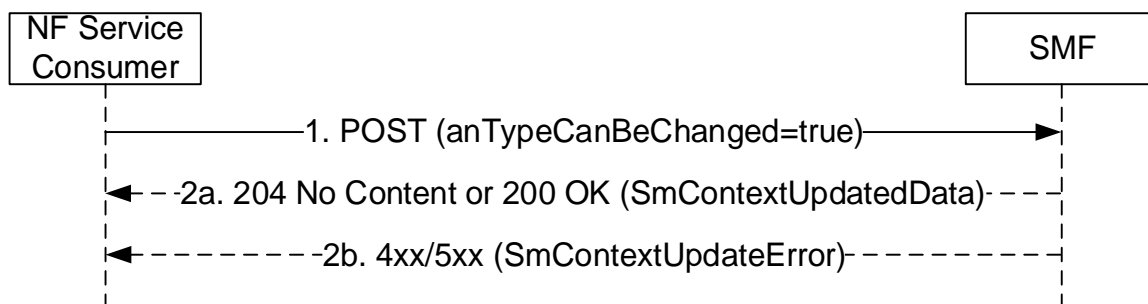 NF Service
Consumer
SMF
1. POST (anTypeCanBeChanged=true)
2a. 204 No Content or 200 OK (SmContextUpdatedData)
2b. 4xx/5xx (SmContextUpdateError)